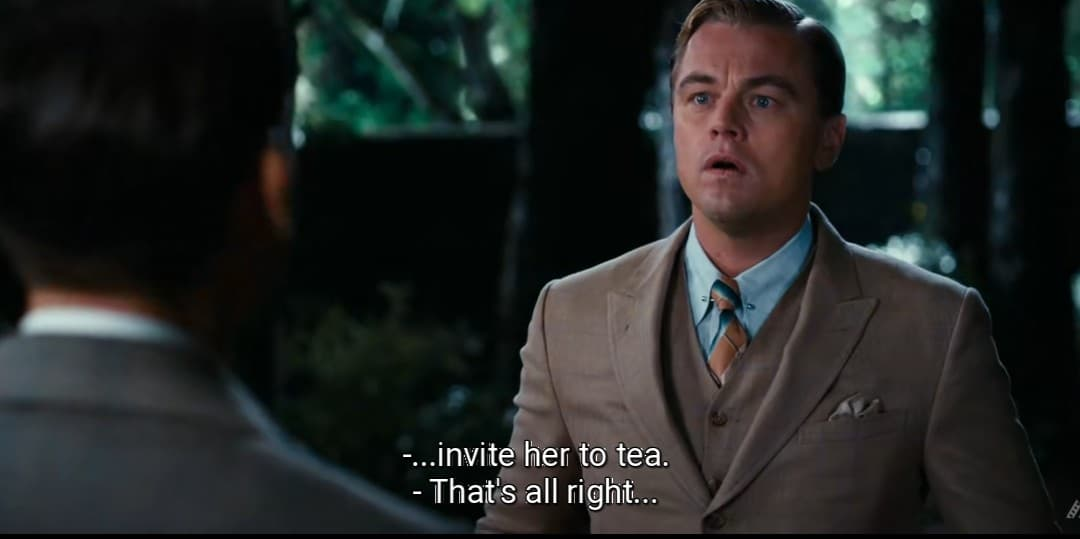 -...invite her to tea.
- That's all right...